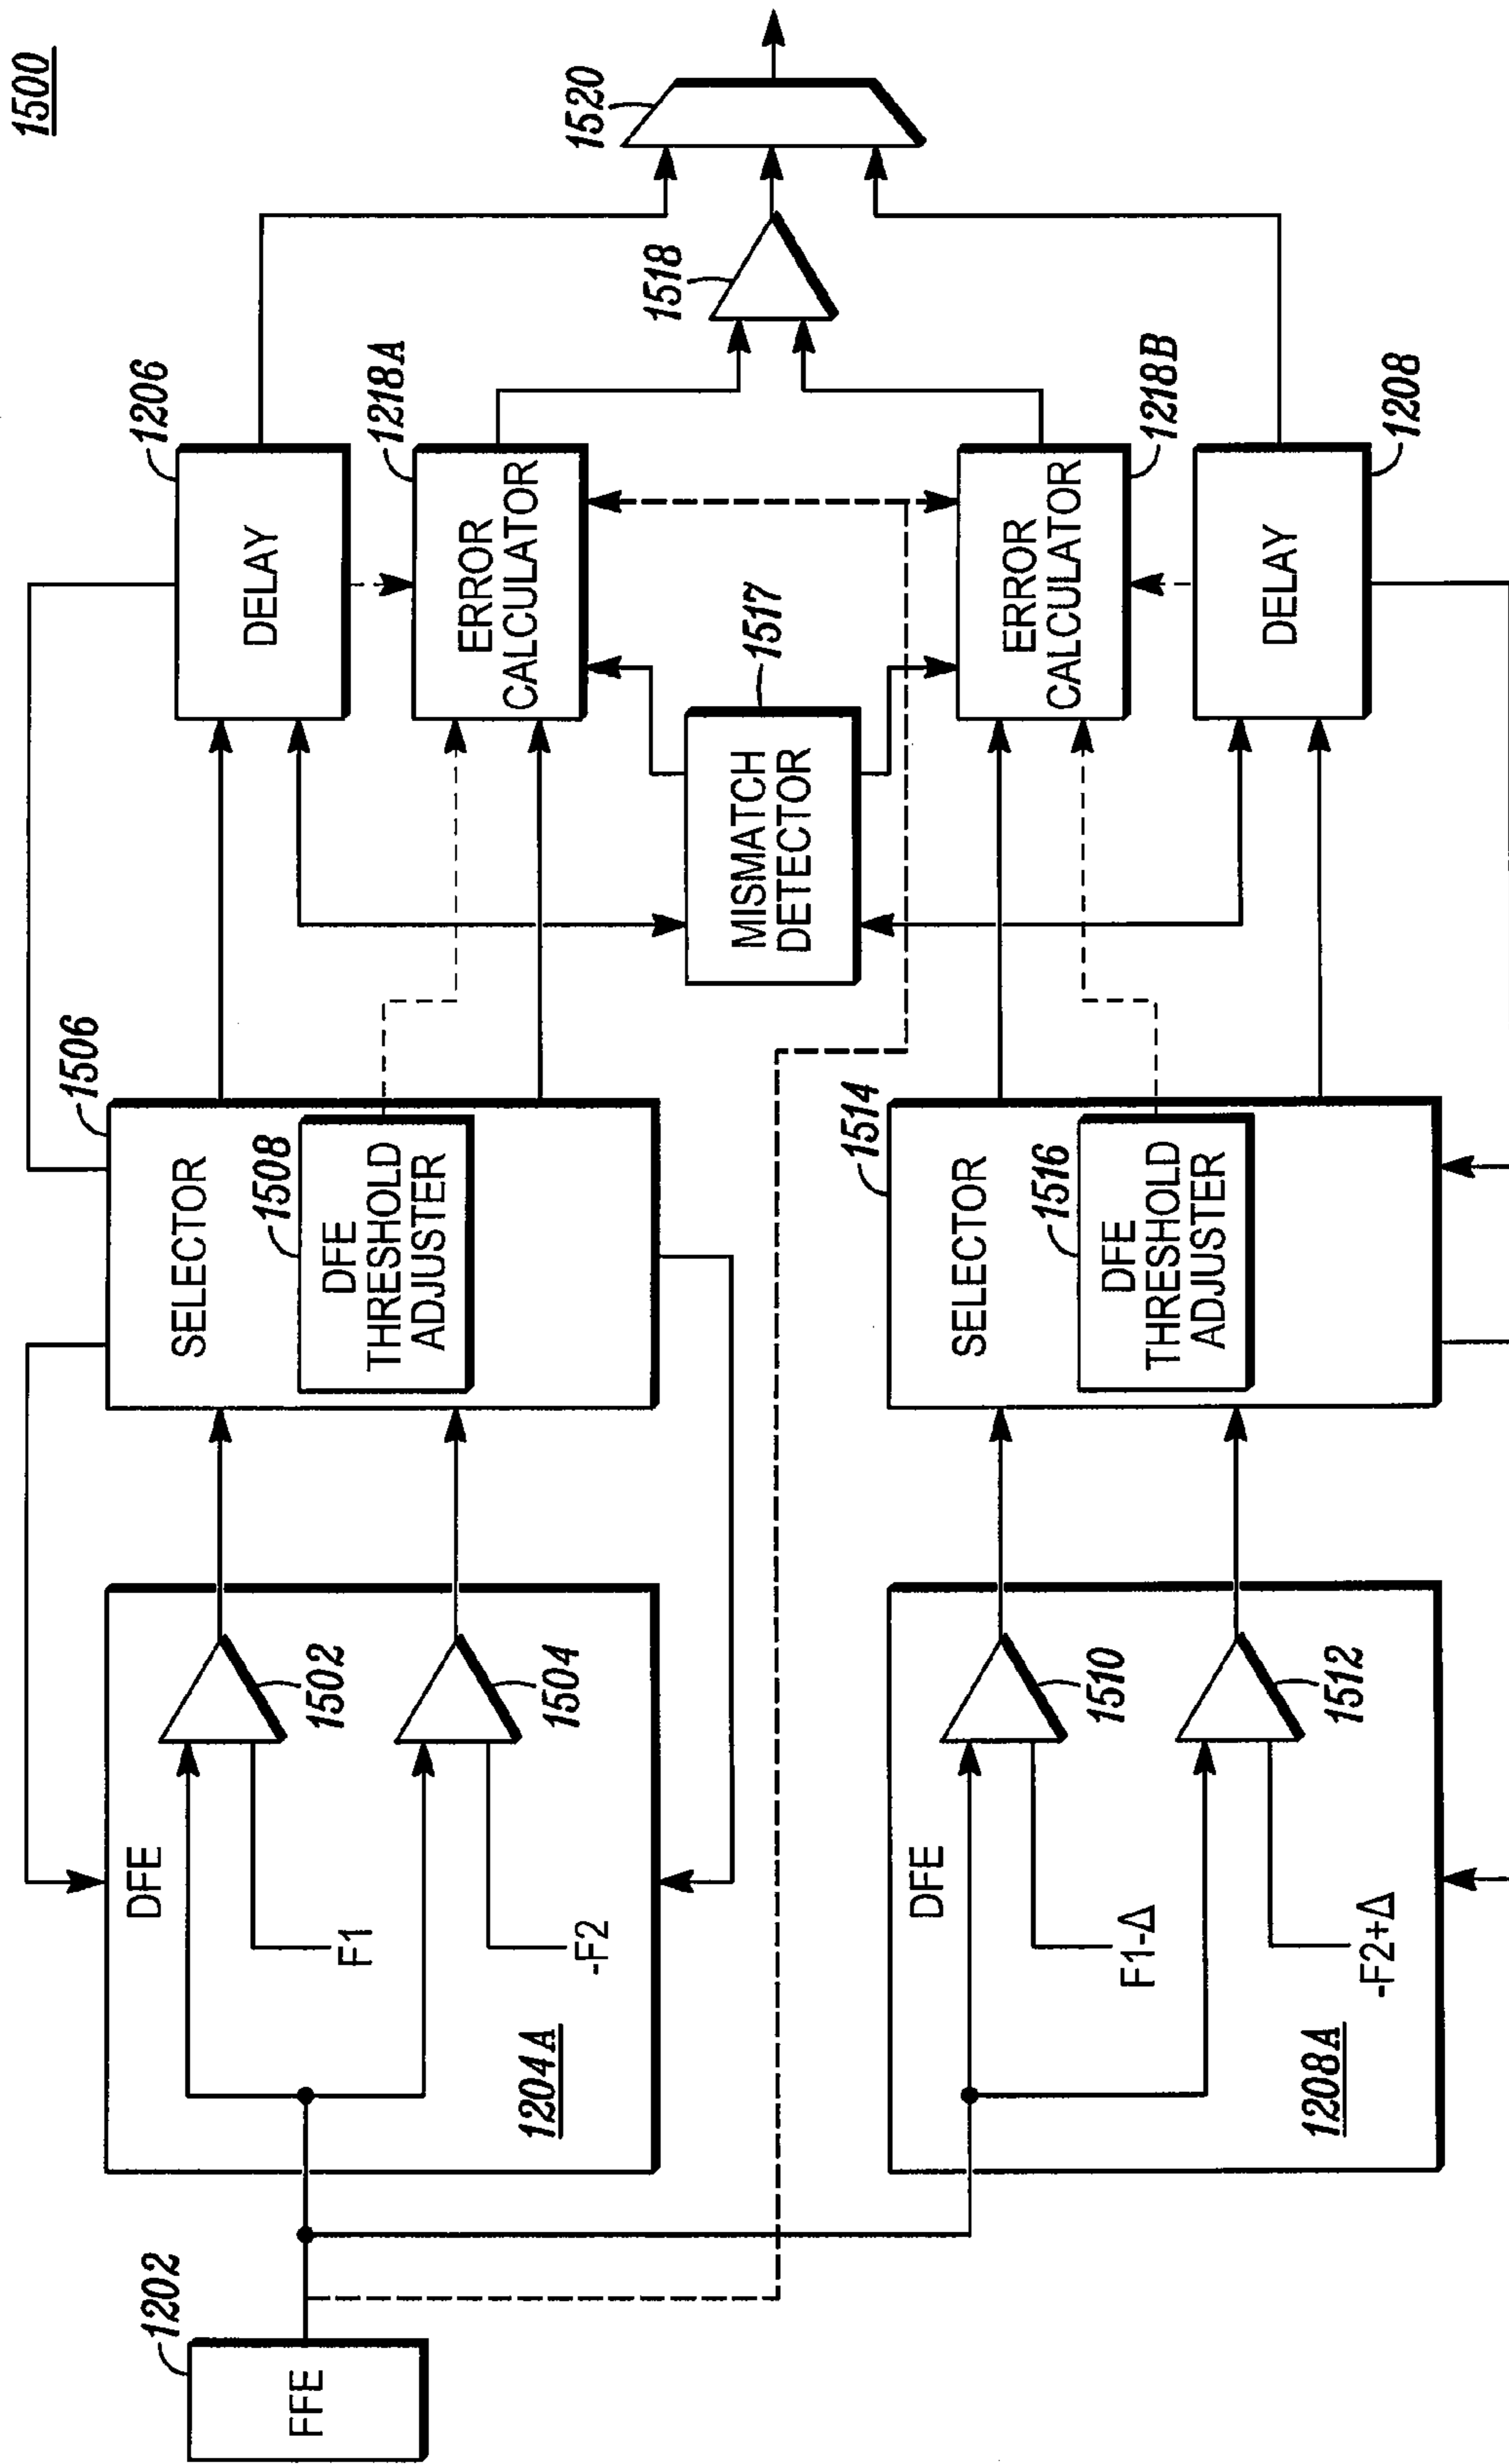 1500
1202
FFE
DFE
1502
F1
1504
-F2
1204A
1506
SELECTOR
1508
DFE
THRESHOLD
ADJUSTER
1206
DELAY
1218A
ERROR
CALCULATOR
1517
MISMATCH
DETECTOR
1518
1520
DFE
1510
F1-Δ
1512
-F2+Δ
1208A
1514
SELECTOR
1516
DFE
THRESHOLD
ADJUSTER
1218B
ERROR
CALCULATOR
1208
DELAY